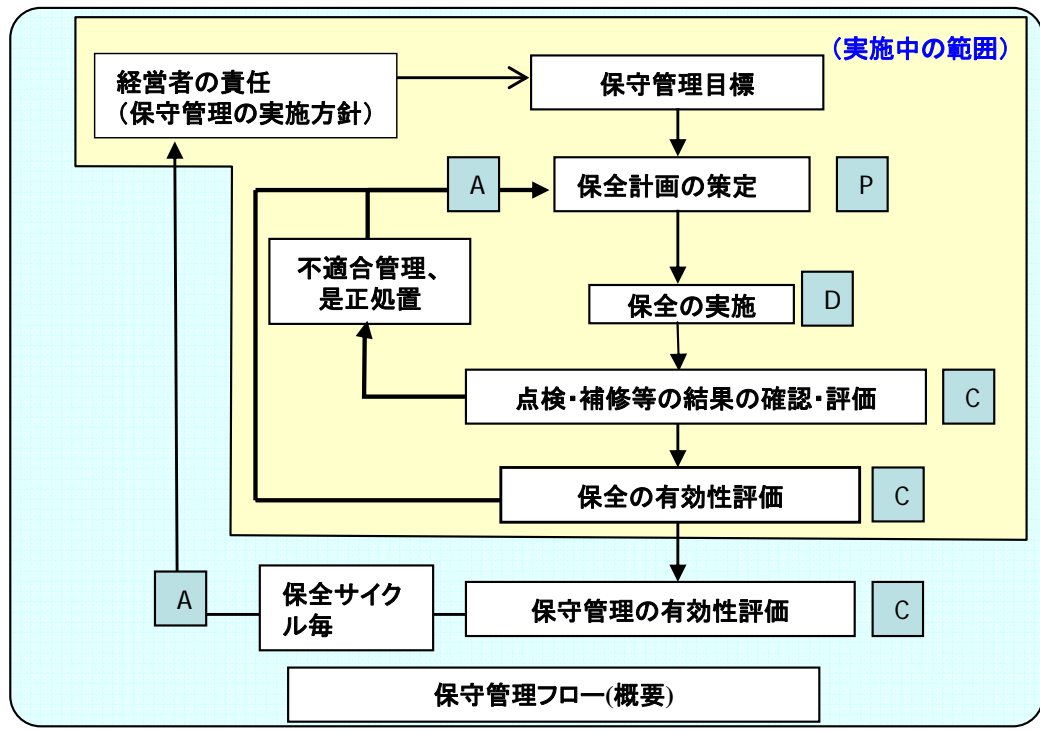 (実施中の範囲)
経営者の責任
(保守管理の実施方針)
保守管理目標
A
保全計画の策定
P
不適合管理、
是正処置
保全の実施
D
点検・補修等の結果の確認・評価
C
保全の有効性評価
C
A
保全サイク
ル毎
保守管理の有効性評価
C
保守管理フロー(概要)